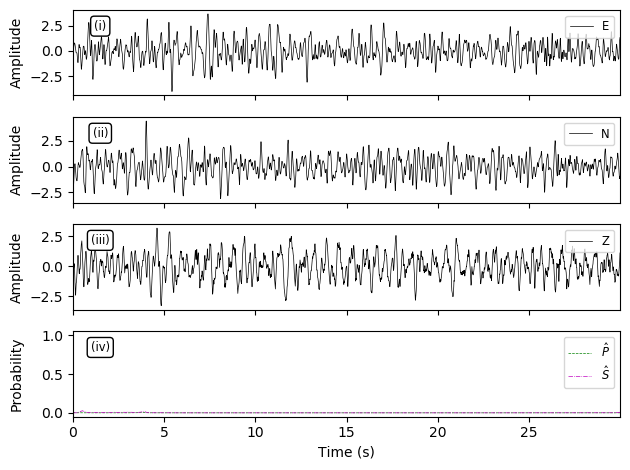 (i)
E
2.5
0.0
−2.5
Amplitude
(ii)
N
2.5
0.0
−2.5
Amplitude
(iii)
Z
2.5
0.0
−2.5
Amplitude
(iv)
P̂
Ŝ
1.0
0.5
0.0
Probability
0 5 10 15 20 25
Time (s)